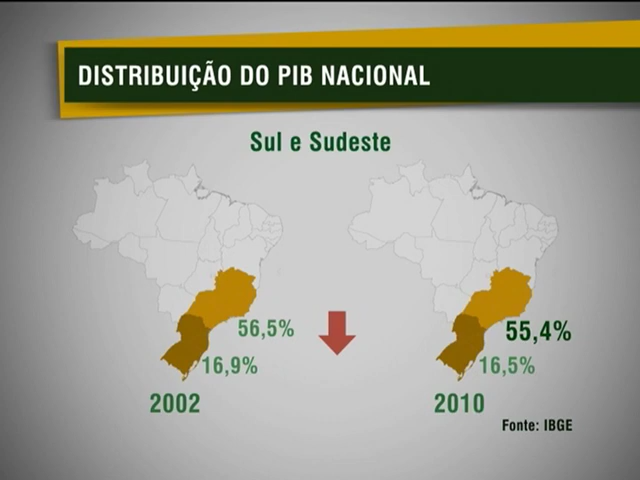 DISTRIBUIÇÃO DO PIB NACIONAL
Sul e Sudeste
56,5%
16,9%
2002
55,4%
16,5%
2010
Fonte: IBGE